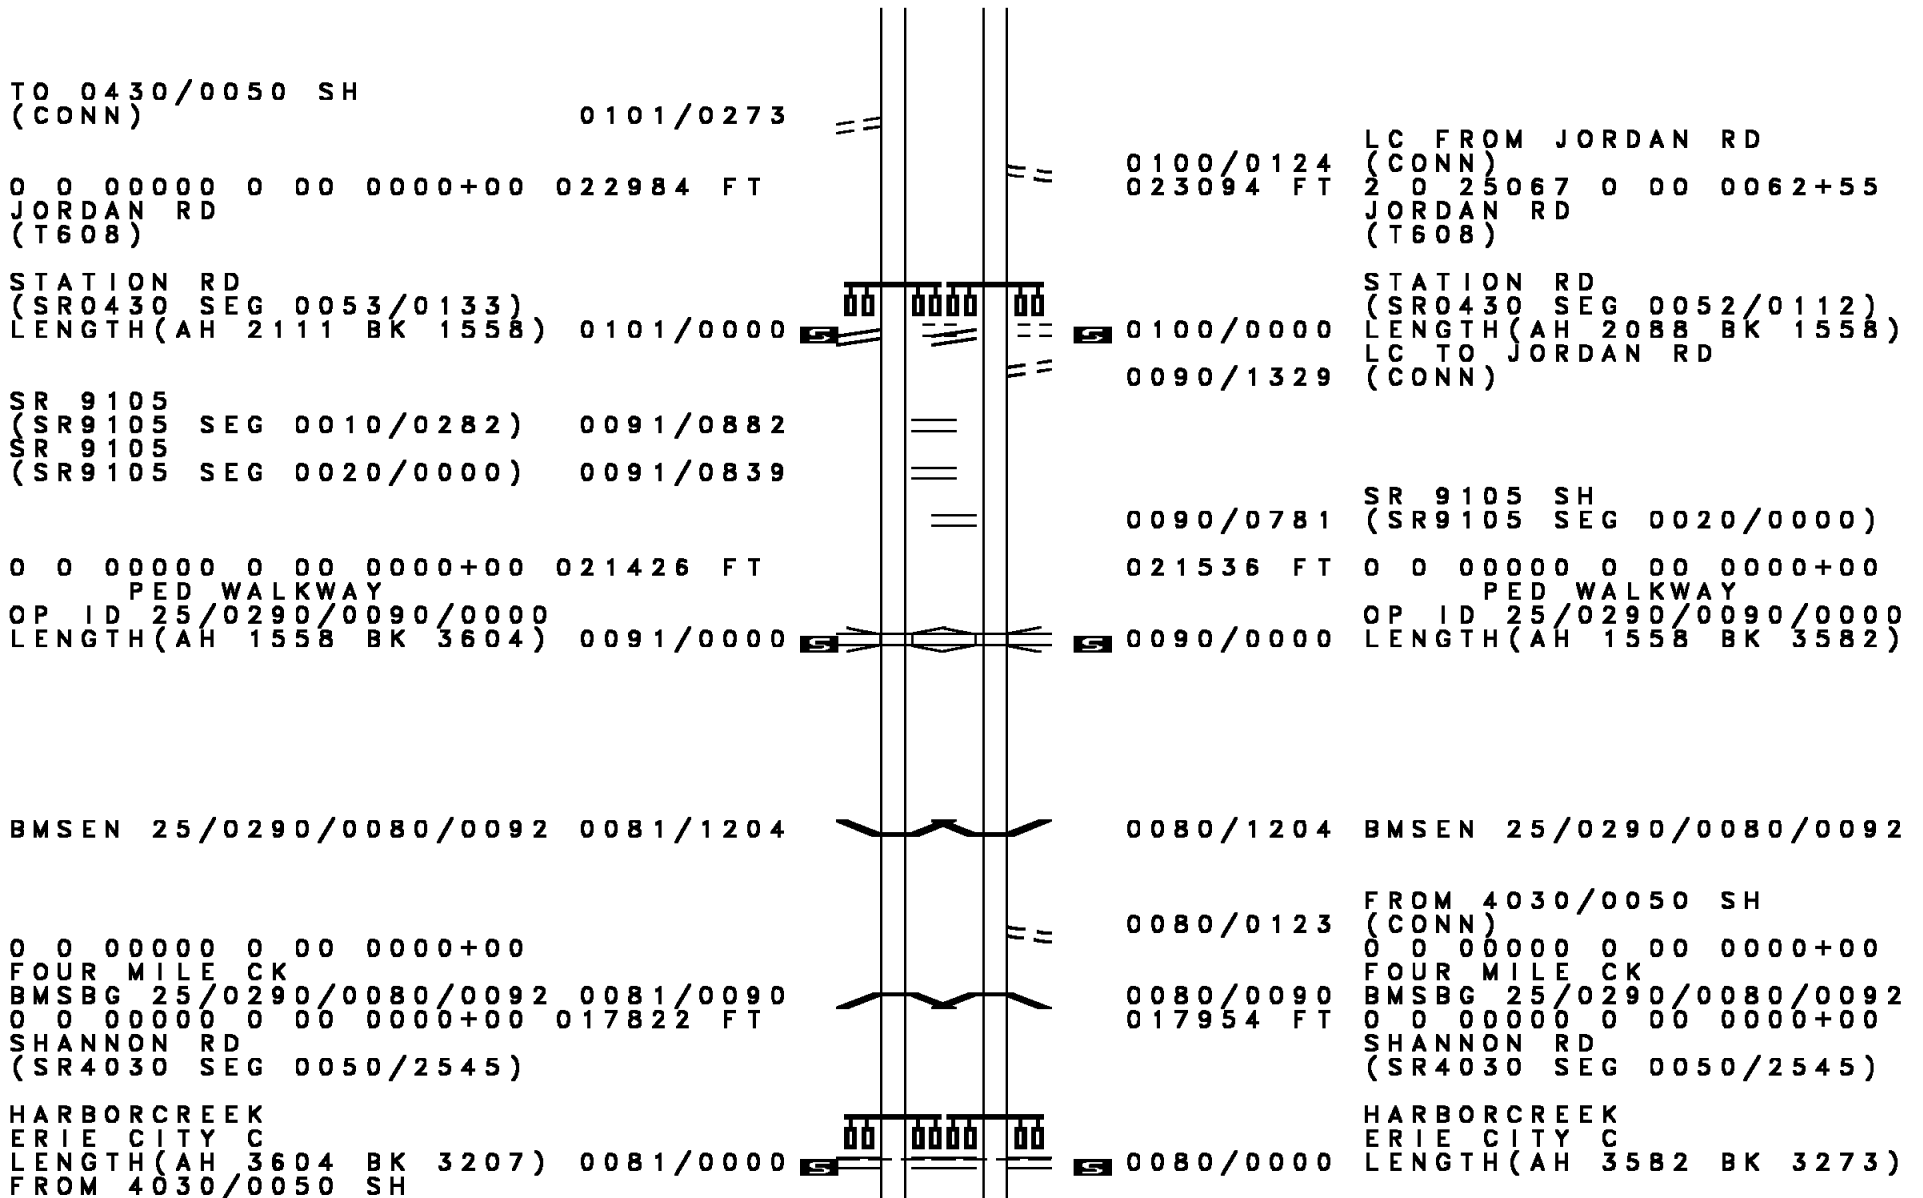 TO 0430/0050 SH
(CONN) 0101/0273
0 0 00000 0 00 0000+00 022984 FT
JORDAN RD
(T608)
STATION RD
(SR0430 SEG 0053/0133)
LENGTH(AH 2111 BK 1558) 0101/0000 S
SR 9105
(SR9105 SEG 0010/0282) 0091/0882
SR 9105
(SR9105 SEG 0020/0000) 0091/0839
0 0 00000 0 00 0000+00 021426 FT
PED WALKWAY
OP ID 25/0290/0090/0000
LENGTH(AH 1558 BK 3604) 0091/0000 S
BMSEN 25/0290/0080/0092 0081/1204
0 0 00000 0 00 0000+00
FOUR MILE CK
BMSBG 25/0290/0080/0092 0081/0090
0 0 00000 0 00 0000+00 017822 FT
SHANNON RD
(SR4030 SEG 0050/2545)
HARBORCREEK
ERIE CITY C
LENGTH(AH 3604 BK 3207) 0081/0000 S
FROM 4030/0050 SH
LC FROM JORDAN RD
0100/0124 (CONN)
023094 FT 2 0 25067 0 00 0062+55
JORDAN RD
(T608)
STATION RD
(SR0430 SEG 0052/0112)
S 0100/0000 LENGTH(AH 2088 BK 1558)
LC TO JORDAN RD
0090/1329 (CONN)
SR 9105 SH
0090/0781 (SR9105 SEG 0020/0000)
021536 FT 0 0 00000 0 00 0000+00
PED WALKWAY
OP ID 25/0290/0090/0000
S 0090/0000 LENGTH(AH 1558 BK 3582)
0080/1204 BMSEN 25/0290/0080/0092
FROM 4030/0050 SH
0080/0123 (CONN)
0 0 00000 0 00 0000+00
FOUR MILE CK
0080/0090 BMSBG 25/0290/0080/0092
017954 FT 0 0 00000 0 00 0000+00
SHANNON RD
(SR4030 SEG 0050/2545)
HARBORCREEK
ERIE CITY C
S 0080/0000 LENGTH(AH 3582 BK 3273)